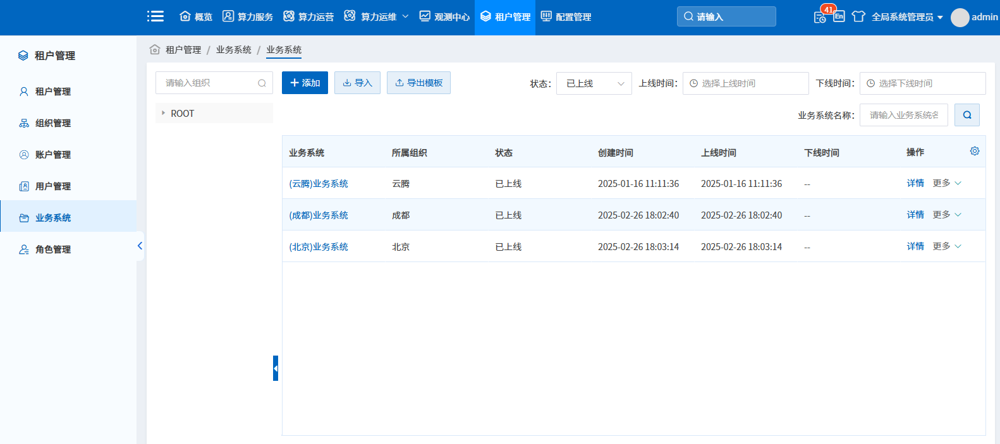 概览 算力服务 算力运营 算力运维 观测中心 租户管理 配置管理 请输入 41 En 全局系统管理员 admin
租户管理
租户管理
组织管理
账户管理
用户管理
业务系统
角色管理
租户管理 / 业务系统 / 业务系统
请输入组织
ROOT
添加 导入 导出模板 状态: 已上线 上线时间: 选择上线时间 下线时间: 选择下线时间
业务系统名称: 请输入业务系统名
业务系统 所属组织 状态 创建时间 上线时间 下线时间 操作
(云腾)业务系统 云腾 已上线 2025-01-16 11:11:36 2025-01-16 11:11:36 -- 详情 更多
(成都)业务系统 成都 已上线 2025-02-26 18:02:40 2025-02-26 18:02:40 -- 详情 更多
(北京)业务系统 北京 已上线 2025-02-26 18:03:14 2025-02-26 18:03:14 -- 详情 更多